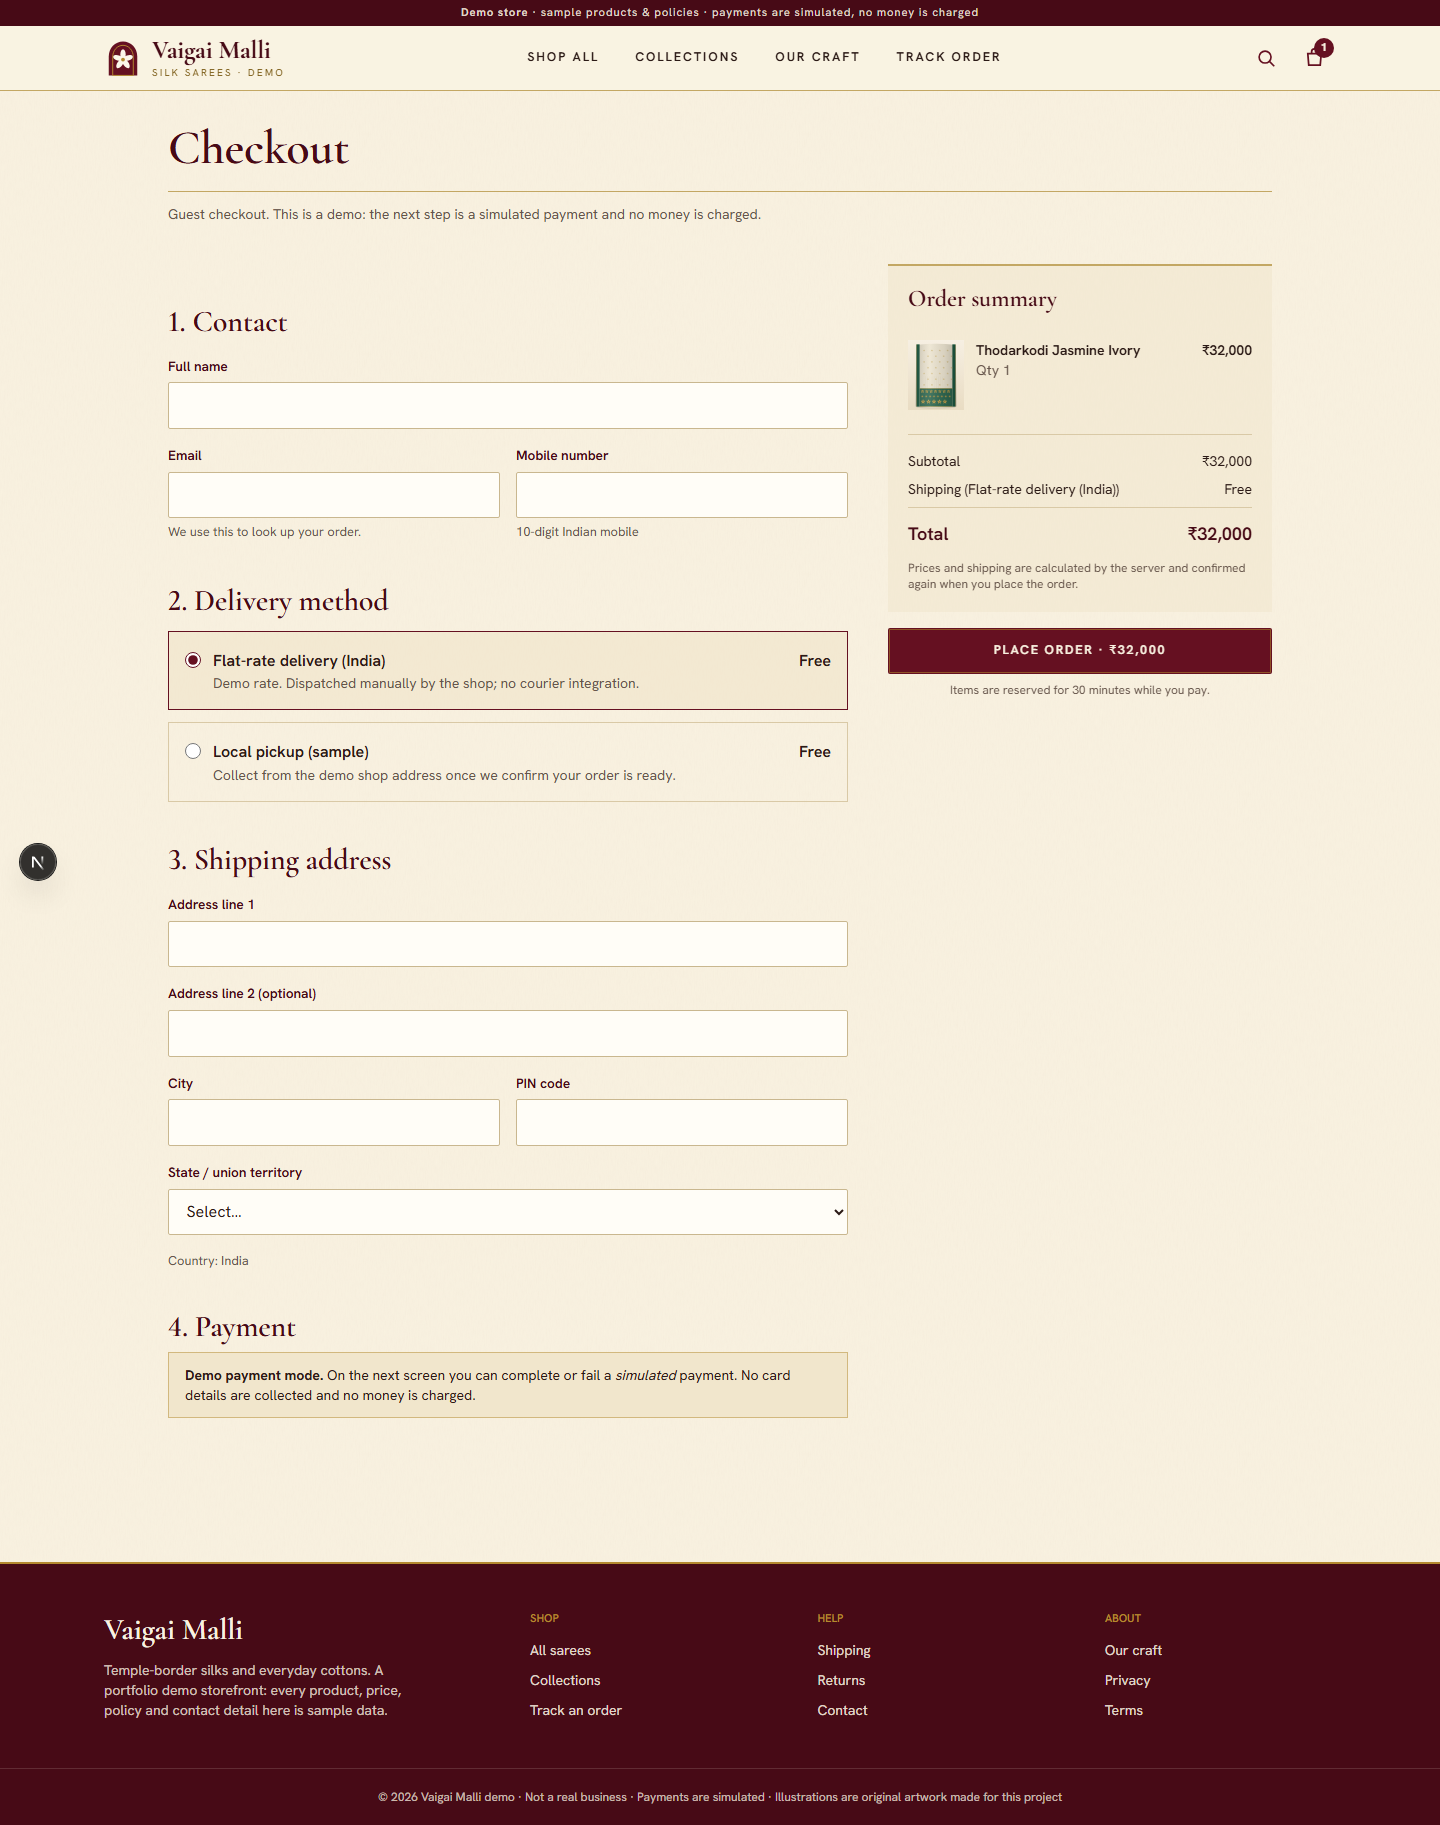 Demo store · sample products & policies · payments are simulated, no money is charged
Vaigai Malli
SILK SAREES · DEMO
SHOP ALL
COLLECTIONS
OUR CRAFT
TRACK ORDER
1
Checkout
Guest checkout. This is a demo: the next step is a simulated payment and no money is charged.
1. Contact
Full name
Email
Mobile number
We use this to look up your order.
10-digit Indian mobile
2. Delivery method
Flat-rate delivery (India)
Free
Demo rate. Dispatched manually by the shop; no courier integration.
Local pickup (sample)
Free
Collect from the demo shop address once we confirm your order is ready.
3. Shipping address
Address line 1
Address line 2 (optional)
City
PIN code
State / union territory
Select...
Country: India
4. Payment
Demo payment mode. On the next screen you can complete or fail a simulated payment. No card
details are collected and no money is charged.
Order summary
Thodarkodi Jasmine Ivory
₹32,000
Qty 1
Subtotal
₹32,000
Shipping (Flat-rate delivery (India))
Free
Total
₹32,000
Prices and shipping are calculated by the server and confirmed
again when you place the order.
PLACE ORDER · ₹32,000
Items are reserved for 30 minutes while you pay.
N
Vaigai Malli
Temple-border silks and everyday cottons. A
portfolio demo storefront: every product, price,
policy and contact detail here is sample data.
SHOP
All sarees
Collections
Track an order
HELP
Shipping
Returns
Contact
ABOUT
Our craft
Privacy
Terms
© 2026 Vaigai Malli demo · Not a real business · Payments are simulated · Illustrations are original artwork made for this project